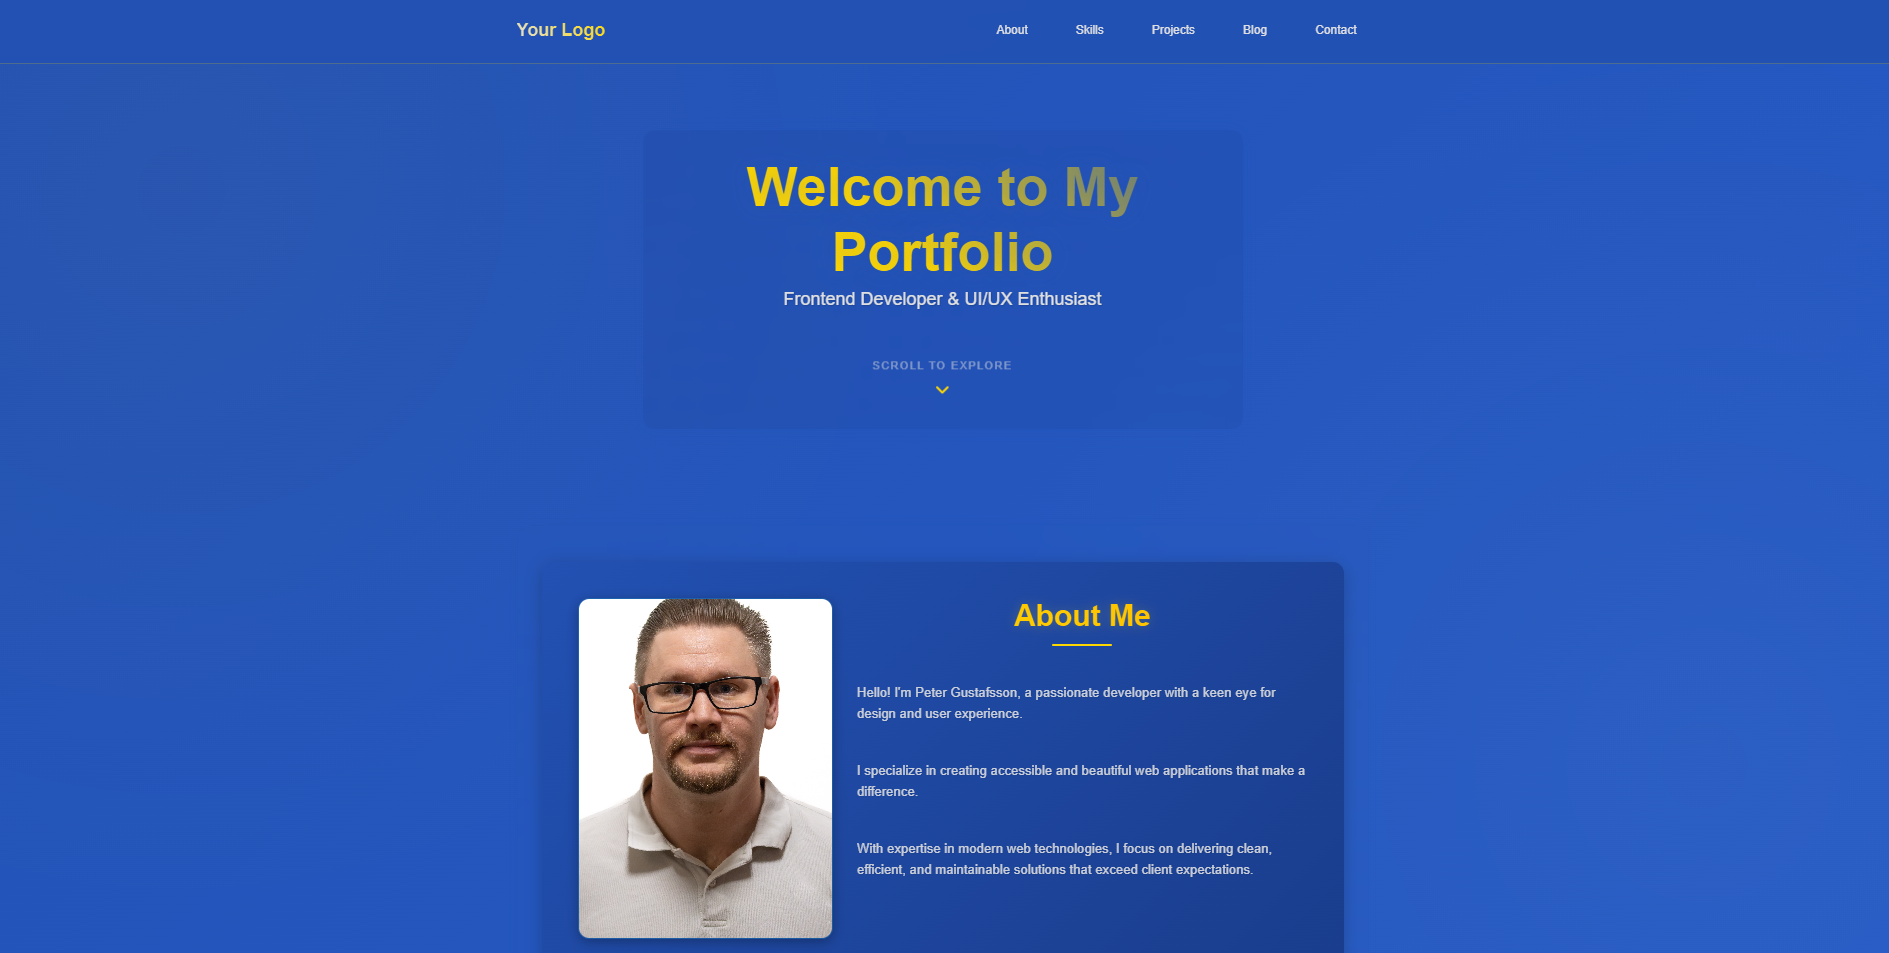 Your Logo
About Skills Projects Blog Contact
Welcome to My
Portfolio
Frontend Developer & UI/UX Enthusiast
SCROLL TO EXPLORE
About Me
Hello! I'm Peter Gustafsson, a passionate developer with a keen eye for
design and user experience.
I specialize in creating accessible and beautiful web applications that make a
difference.
With expertise in modern web technologies, I focus on delivering clean,
efficient, and maintainable solutions that exceed client expectations.